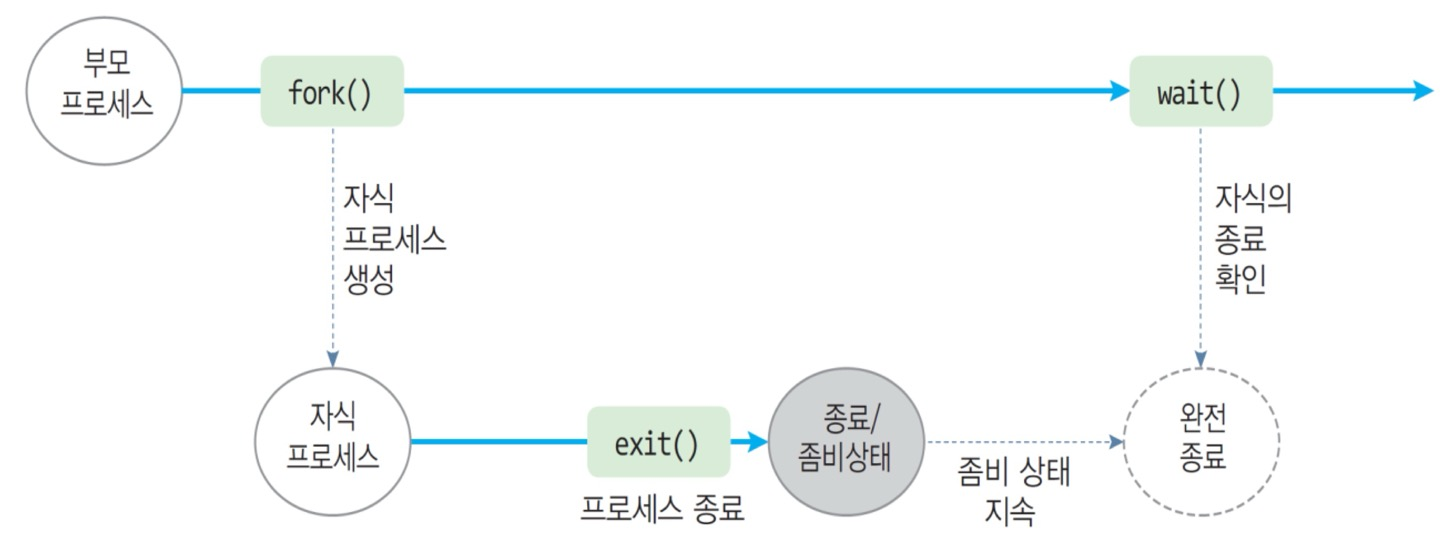 부모
프로세스
fork()
wait()
자식
프로세스
생성
자식의
종료
확인
자식
프로세스
exit()
프로세스 종료
종료/
좀비상태
좀비 상태
지속
완전
종료